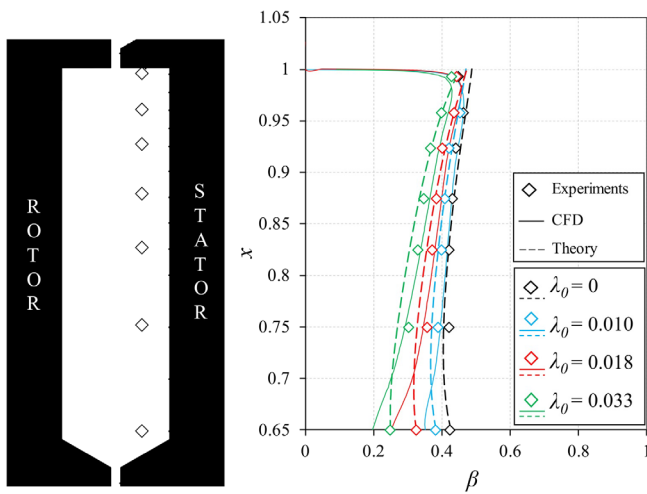 ROTOR
STATOR
1.05
1
0.95
0.9
0.85
0.8
0.75
0.7
0.65
x
0
0.2
0.4
0.6
0.8
1
β
Experiments
CFD
Theory
λ₀ = 0
λ₀ = 0.010
λ₀ = 0.018
λ₀ = 0.033